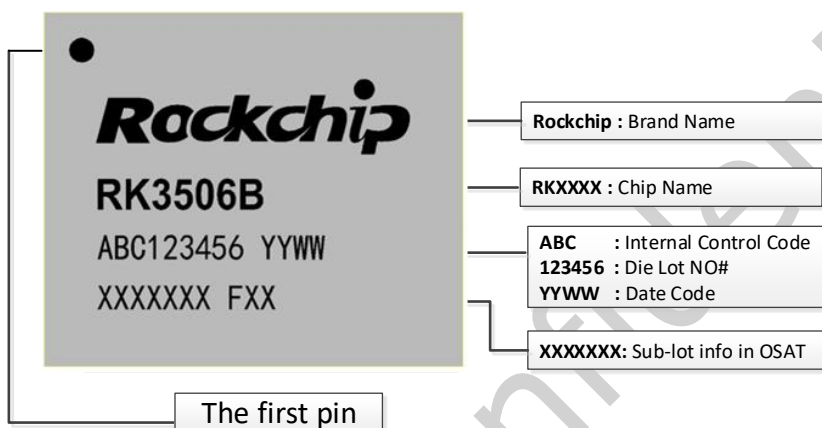 Rockchip
RK3506B
ABC123456 YYWW
XXXXXXX FXX
Rockchip : Brand Name
RKXXXX : Chip Name
ABC : Internal Control Code
123456 : Die Lot NO#
YYWW : Date Code
XXXXXXX: Sub-lot info in OSAT
The first pin